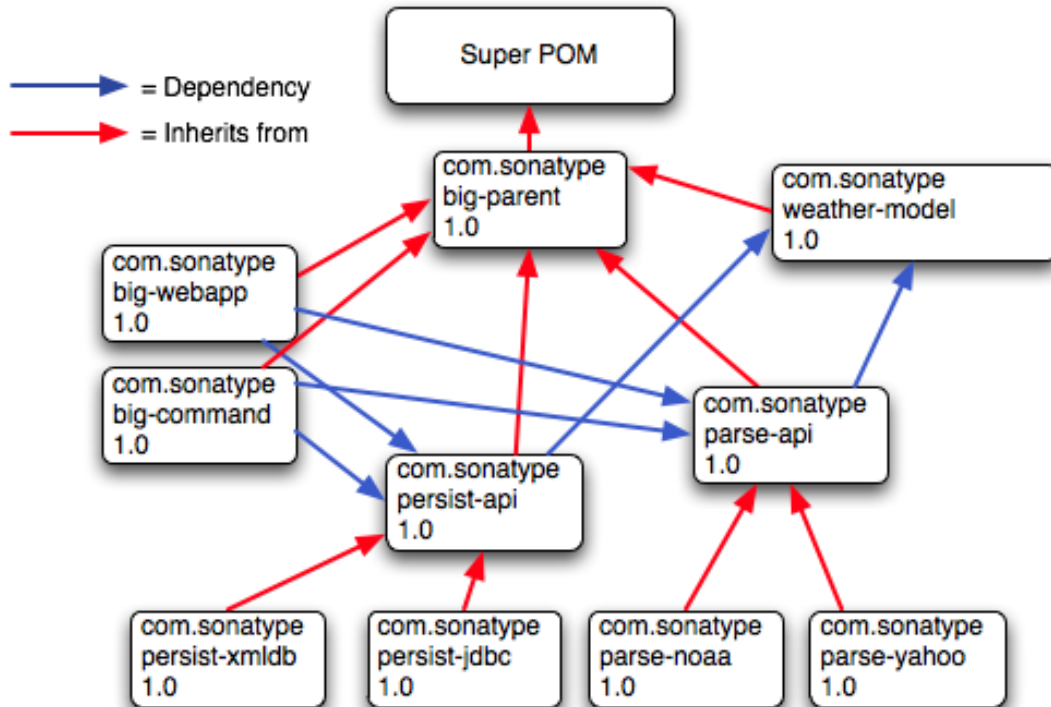 Super POM
= Dependency
= Inherits from
com.sonatype
big-parent
1.0
com.sonatype
weather-model
1.0
com.sonatype
big-webapp
1.0
com.sonatype
big-command
1.0
com.sonatype
parse-api
1.0
com.sonatype
persist-api
1.0
com.sonatype
persist-xmldb
1.0
com.sonatype
persist-jdbc
1.0
com.sonatype
parse-noaa
1.0
com.sonatype
parse-yahoo
1.0